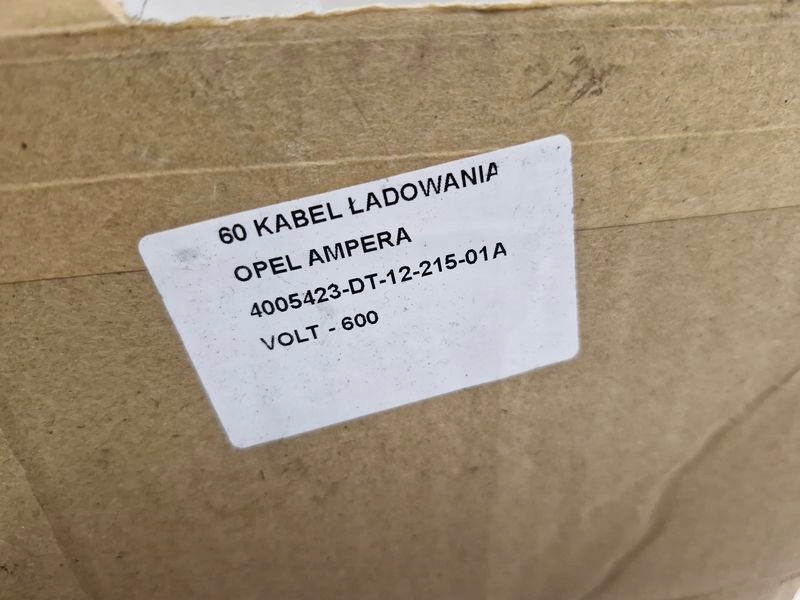 60 KABEL ŁADOWANIA
OPEL AMPERA
4005423-DT-12-215-01A
VOLT - 600